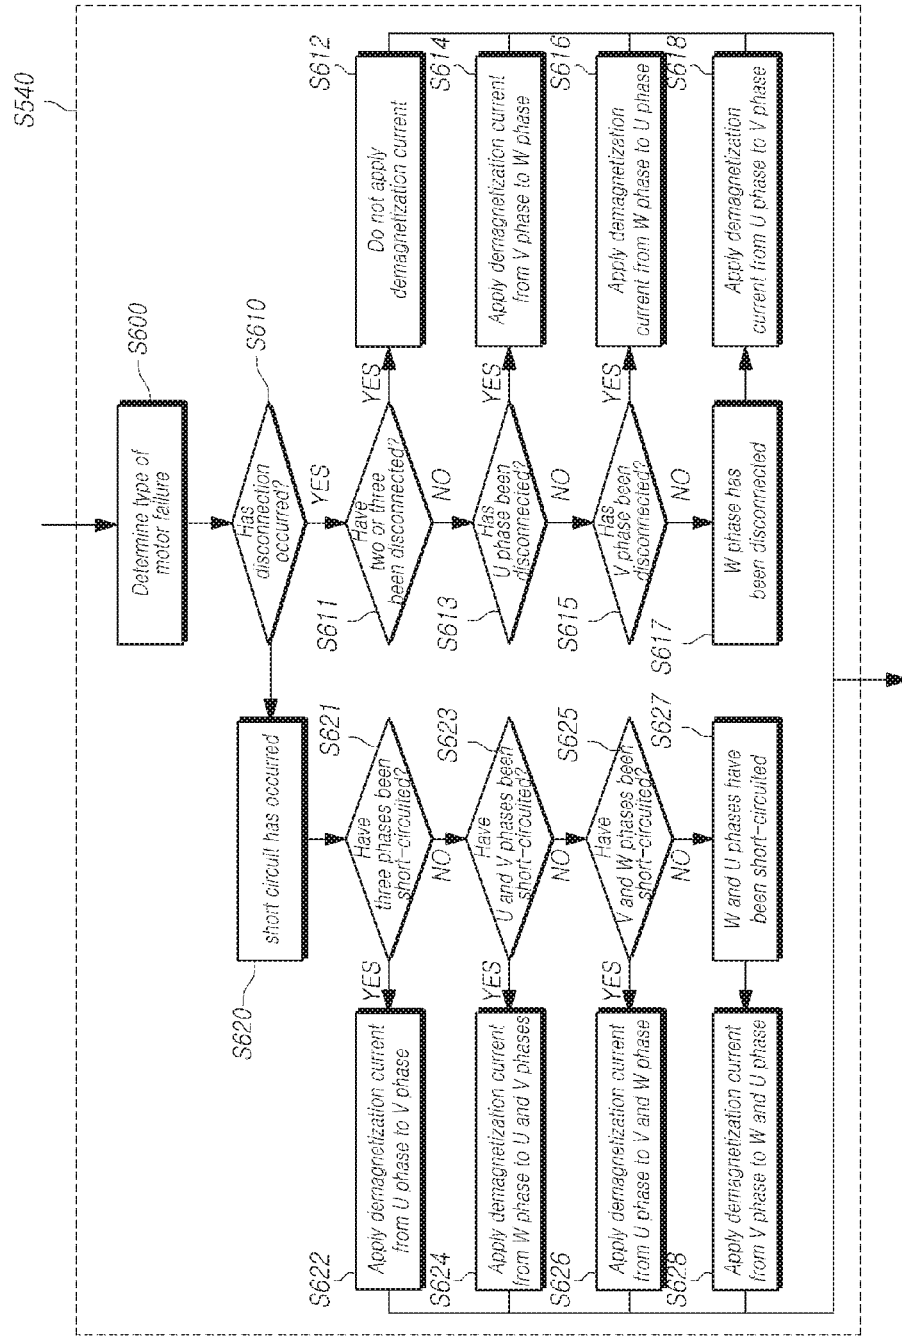 S540
S600
Determine type of
motor failure
S610
Has
disconnection
occurred?
YES
S620
short circuit has occurred
S611
Have
two or three
been disconnected?
YES
NO
S612
Do not apply
demagnetization current
S613
Has
U phase been
disconnected?
YES
NO
S614
Apply demagnetization current
from V phase to W phase
S615
Has
V phase been
disconnected?
YES
NO
S616
Apply demagnetization
current from W phase to U phase
S617
W phase has
been disconnected
S618
Apply demagnetization
current from U phase to V phase
S621
Have
three phases been
short-circuited?
YES
NO
S622
Apply demagnetization current
from U phase to V phase
S623
Have
U and V phases been
short-circuited?
YES
NO
S624
Apply demagnetization current
from W phase to U and V phases
S625
Have
V and W phases been
short-circuited?
YES
NO
S626
Apply demagnetization current
from U phase to V and W phase
S627
W and U phases have
been short-circuited
S628
Apply demagnetization current
from V phase to W and U phase